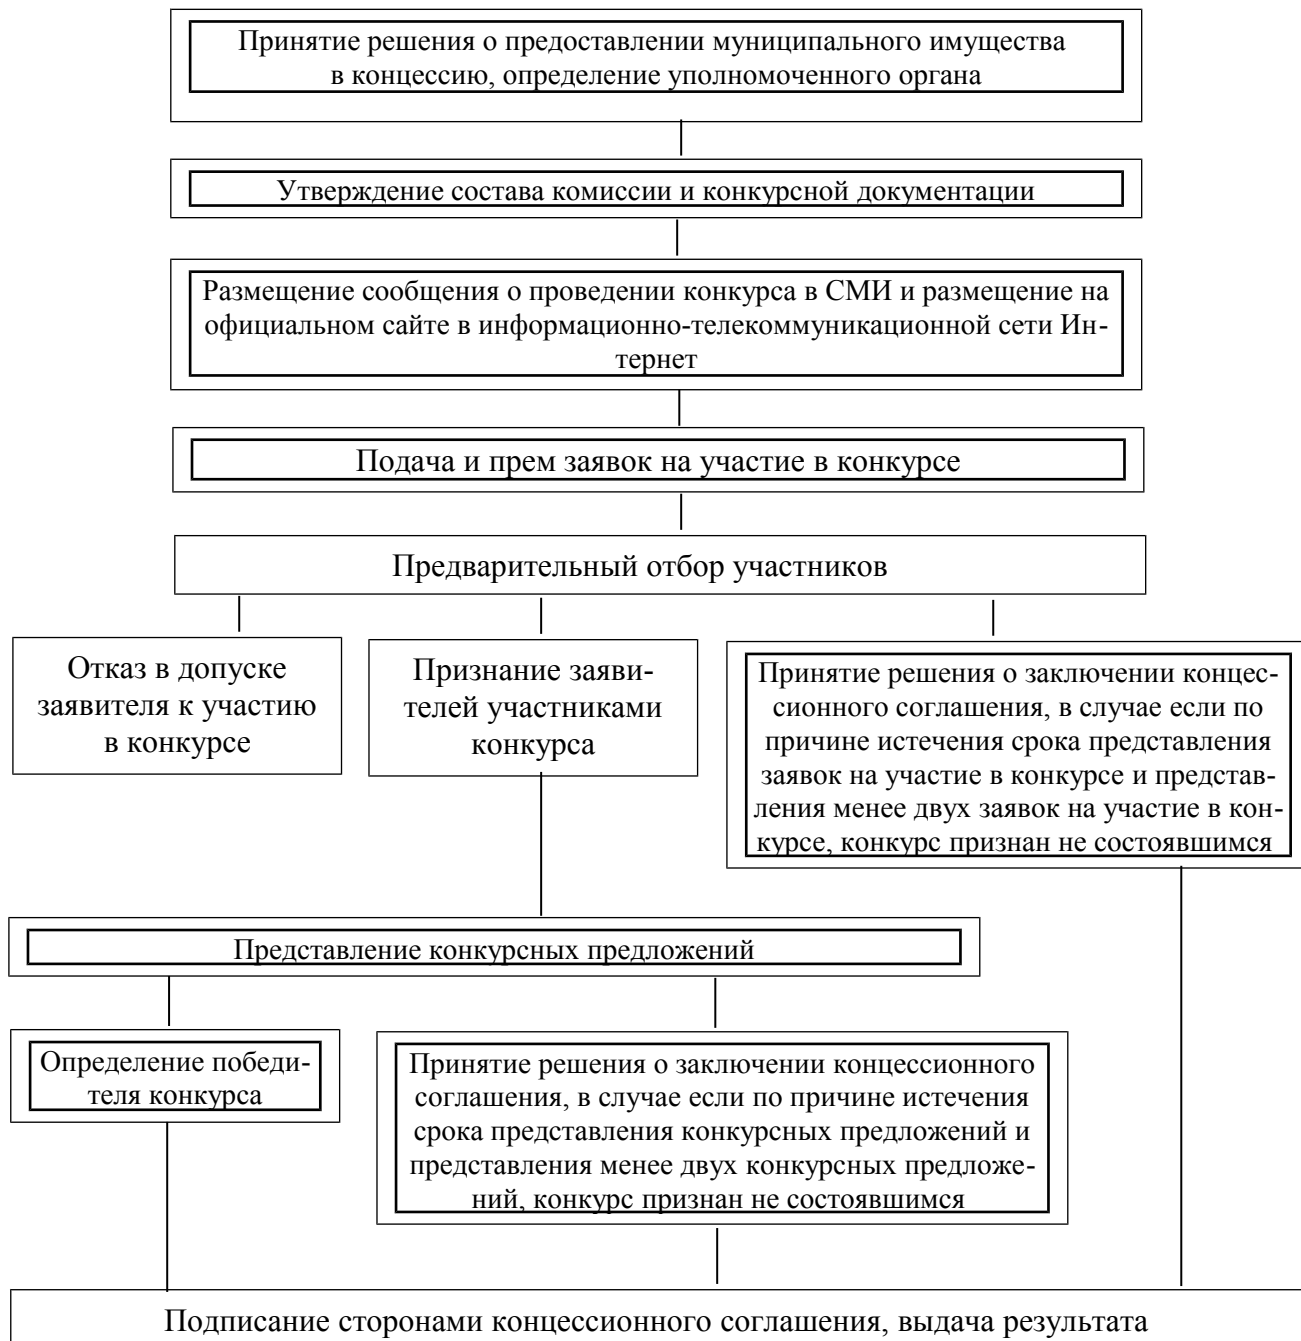 Принятие решения о предоставлении муниципального имущества
в концессию, определение уполномоченного органа
Утверждение состава комиссии и конкурсной документации
Размещение сообщения о проведении конкурса в СМИ и размещение на
официальном сайте в информационно-телекоммуникационной сети Ин-
тернет
Подача и прем заявок на участие в конкурсе
Предварительный отбор участников
Отказ в допуске
заявителя к участию
в конкурсе
Признание заяви-
телей участниками
конкурса
Принятие решения о заключении концес-
сионного соглашения, в случае если по
причине истечения срока представления
заявок на участие в конкурсе и представ-
ления менее двух заявок на участие в кон-
курсе, конкурс признан не состоявшимся
Представление конкурсных предложений
Определение победи-
теля конкурса
Принятие решения о заключении концессионного
соглашения, в случае если по причине истечения
срока представления конкурсных предложений и
представления менее двух конкурсных предложе-
ний, конкурс признан не состоявшимся
Подписание сторонами концессионного соглашения, выдача результата